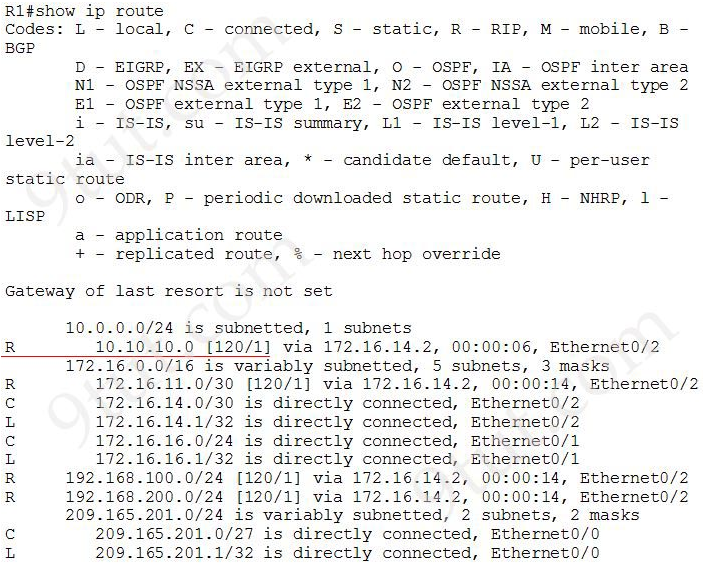 R1#show ip route
Codes: L - local, C - connected, S - static, R - RIP, M - mobile, B -
BGP
       D - EIGRP, EX - EIGRP external, O - OSPF, IA - OSPF inter area
       N1 - OSPF NSSA external type 1, N2 - OSPF NSSA external type 2
       E1 - OSPF external type 1, E2 - OSPF external type 2
       i - IS-IS, su - IS-IS summary, L1 - IS-IS level-1, L2 - IS-IS
level-2
       ia - IS-IS inter area, * - candidate default, U - per-user
static route
       o - ODR, P - periodic downloaded static route, H - NHRP, l -
LISP
       a - application route
       + - replicated route, % - next hop override
Gateway of last resort is not set
      10.0.0.0/24 is subnetted, 1 subnets
R        10.10.10.0 [120/1] via 172.16.14.2, 00:00:06, Ethernet0/2
      172.16.0.0/16 is variably subnetted, 5 subnets, 3 masks
R        172.16.11.0/30 [120/1] via 172.16.14.2, 00:00:14, Ethernet0/2
C        172.16.14.0/30 is directly connected, Ethernet0/2
L        172.16.14.1/32 is directly connected, Ethernet0/2
C        172.16.16.0/24 is directly connected, Ethernet0/1
L        172.16.16.1/32 is directly connected, Ethernet0/1
R     192.168.100.0/24 [120/1] via 172.16.14.2, 00:00:14, Ethernet0/2
R     192.168.200.0/24 [120/1] via 172.16.14.2, 00:00:14, Ethernet0/2
      209.165.201.0/24 is variably subnetted, 2 subnets, 2 masks
C        209.165.201.0/27 is directly connected, Ethernet0/0
L        209.165.201.1/32 is directly connected, Ethernet0/0
9tut.com
9tut.com
9tut.com